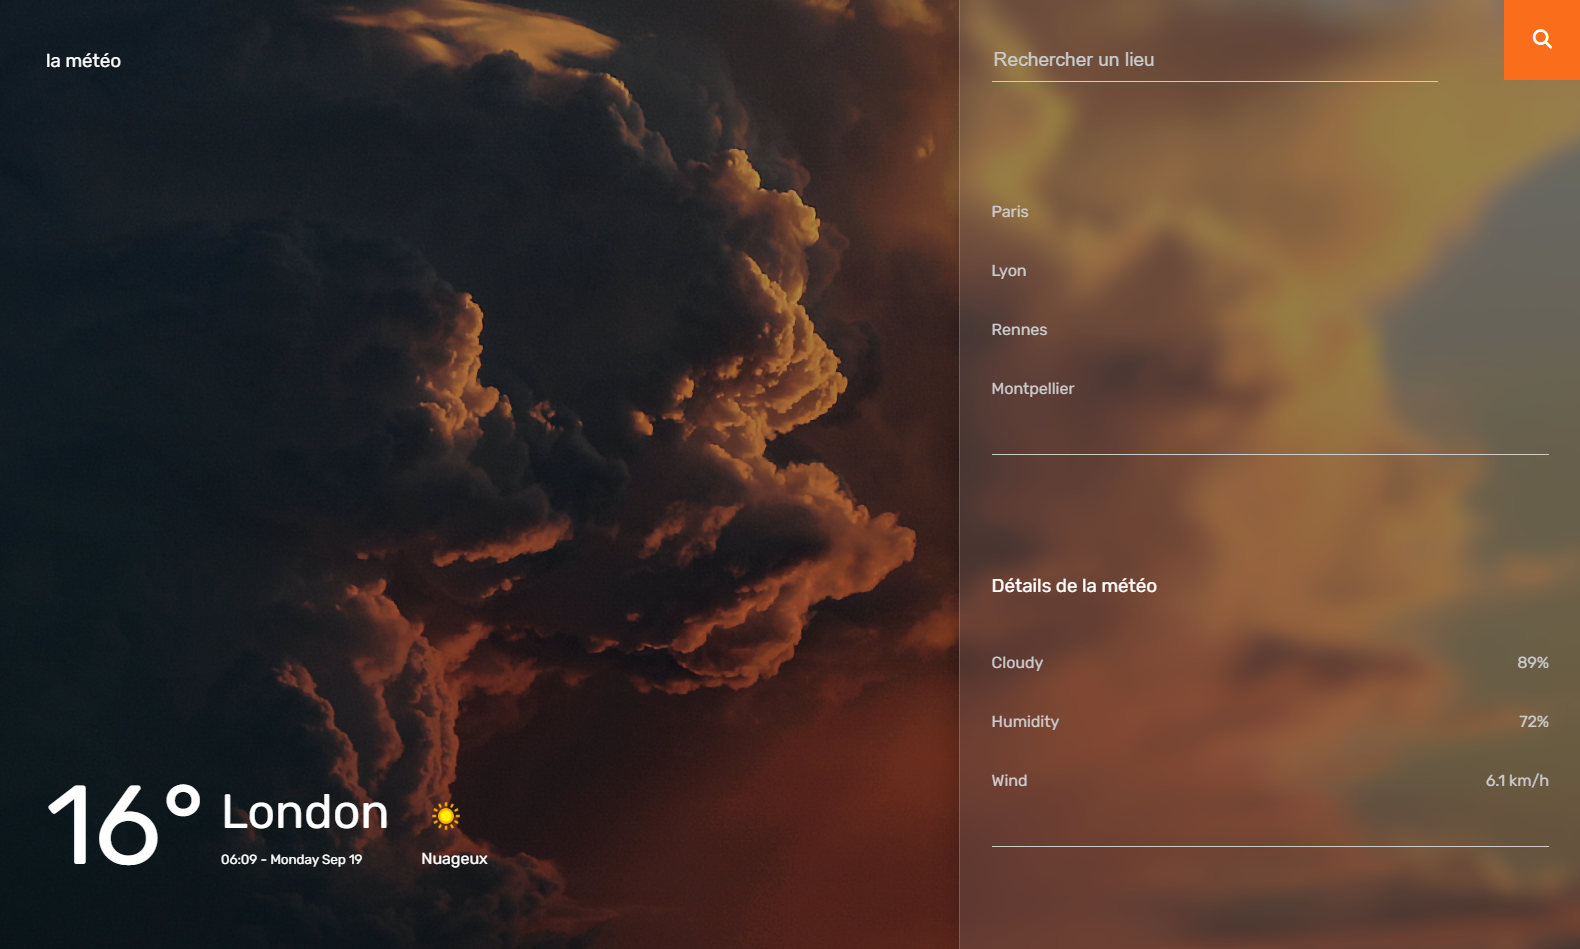 la météo
16°
London
06:09 - Monday Sep 19
Nuageux
Rechercher un lieu
Paris
Lyon
Rennes
Montpellier
Détails de la météo
Cloudy 89%
Humidity 72%
Wind 6.1 km/h